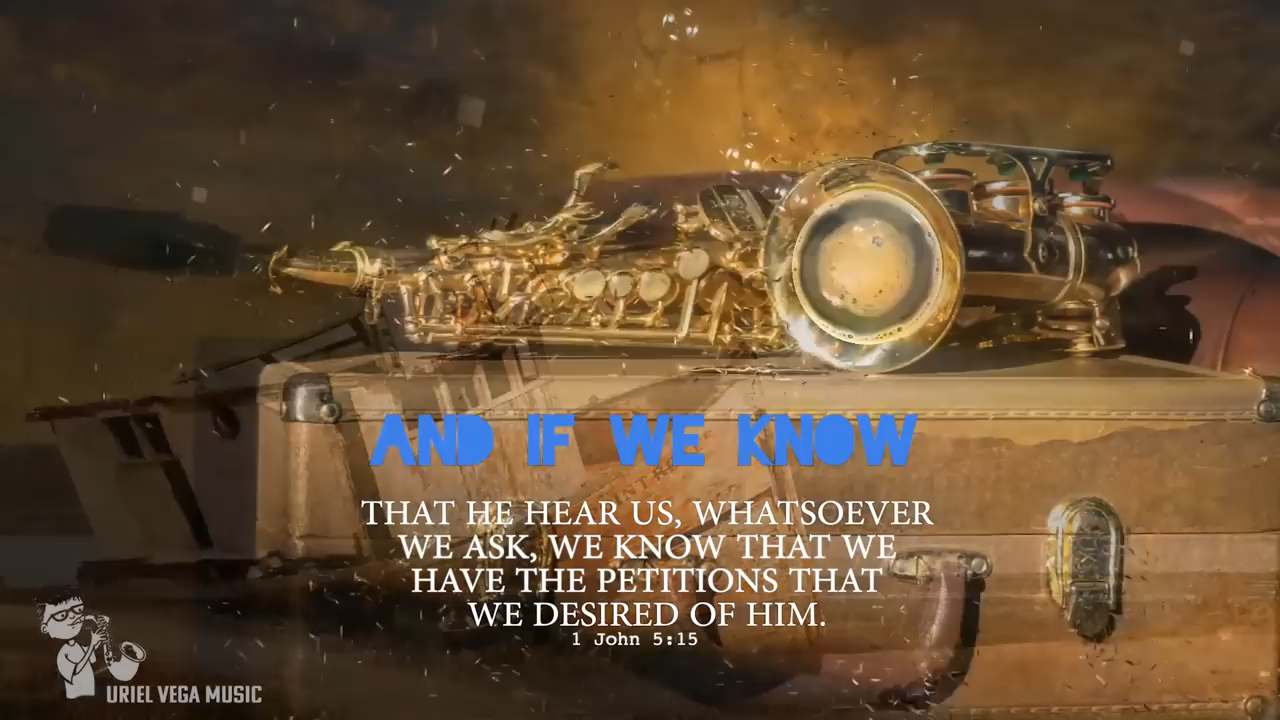 AND IF WE KNOW
THAT HE HEAR US, WHATSOEVER
WE ASK, WE KNOW THAT WE
HAVE THE PETITIONS THAT
WE DESIRED OF HIM.
1 John 5:15
URIEL VEGA MUSIC